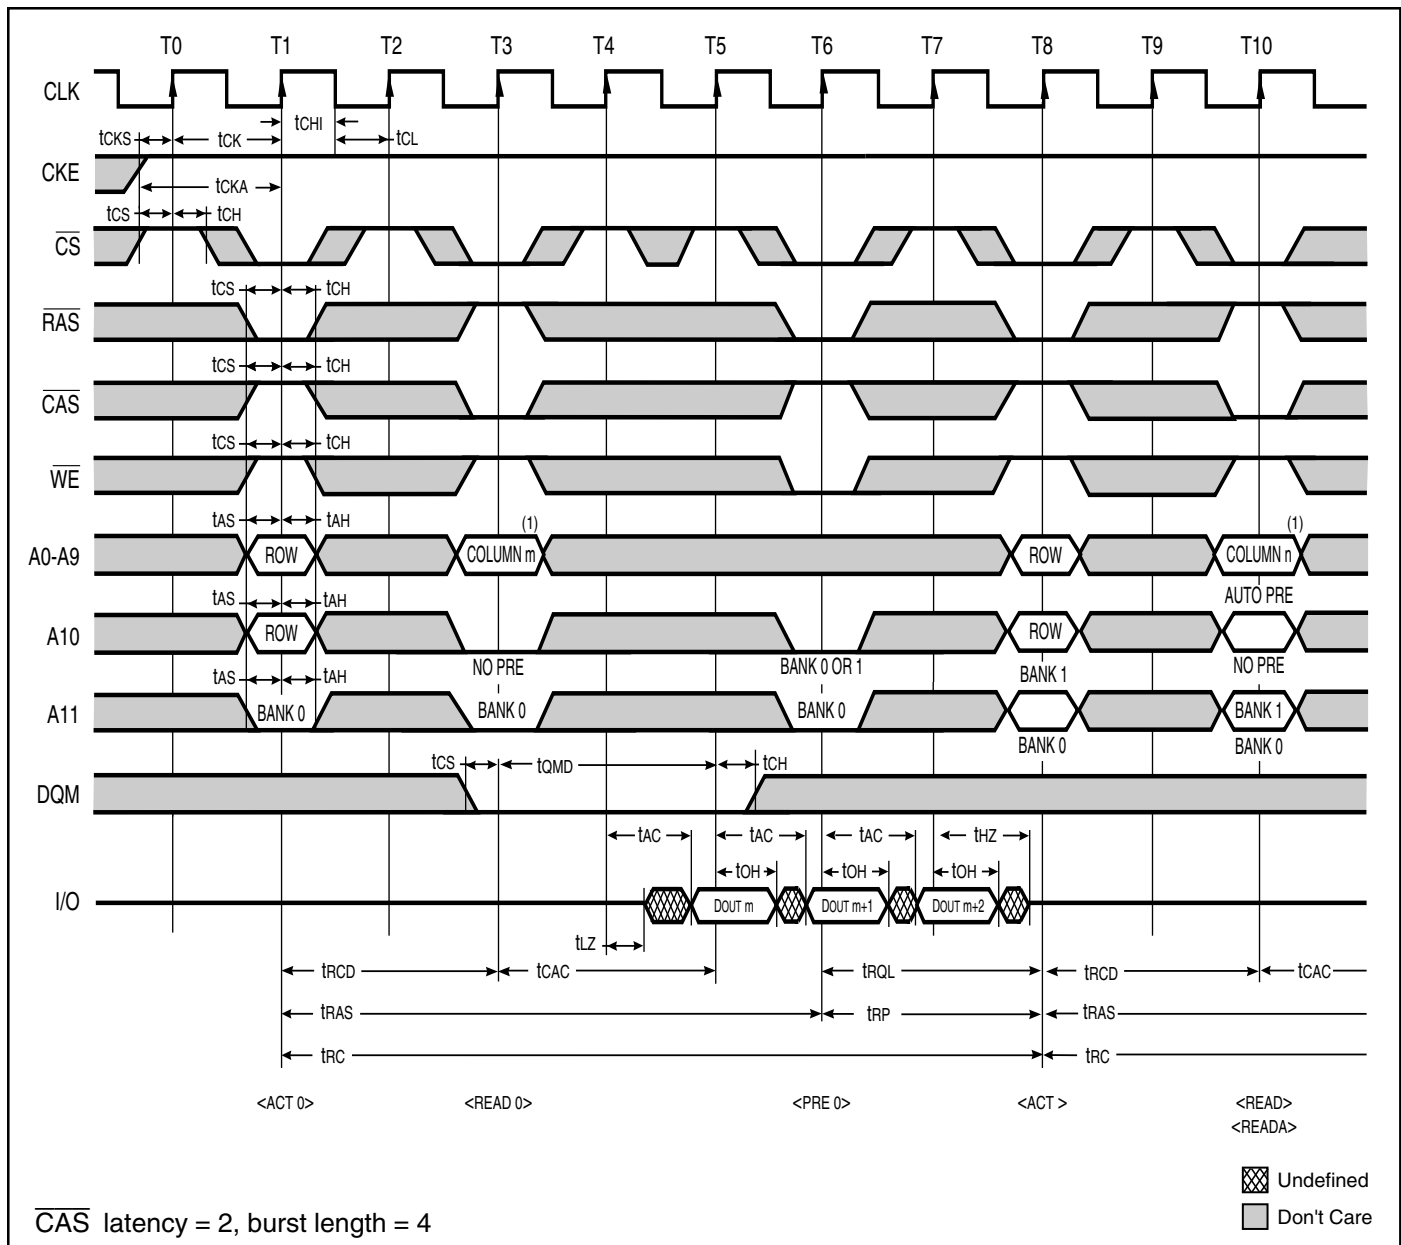 T0 T1 T2 T3 T4 T5 T6 T7 T8 T9 T10
CLK
tCHI
tCKS tCK tCL
CKE
tCKA
tCS tCH
CS
tCS tCH
RAS
tCS tCH
CAS
tCS tCH
WE
tAS tAH (1) (1)
A0-A9 ROW COLUMN m ROW COLUMN n
tAS tAH AUTO PRE
A10 ROW ROW
NO PRE BANK 0 OR 1 BANK 1 NO PRE
tAS tAH
A11 BANK 0 BANK 0 BANK 0 BANK 1
BANK 0 BANK 0
tCS tQMD tCH
DQM
tAC tAC tAC tHZ
tOH tOH tOH
I/O DOUT m DOUT m+1 DOUT m+2
tLZ
tRCD tCAC tRQL tRCD tCAC
tRAS tRP tRAS
tRC tRC
<ACT 0> <READ 0> <PRE 0> <ACT > <READ>
<READA>
Undefined
Don't Care
CAS latency = 2, burst length = 4